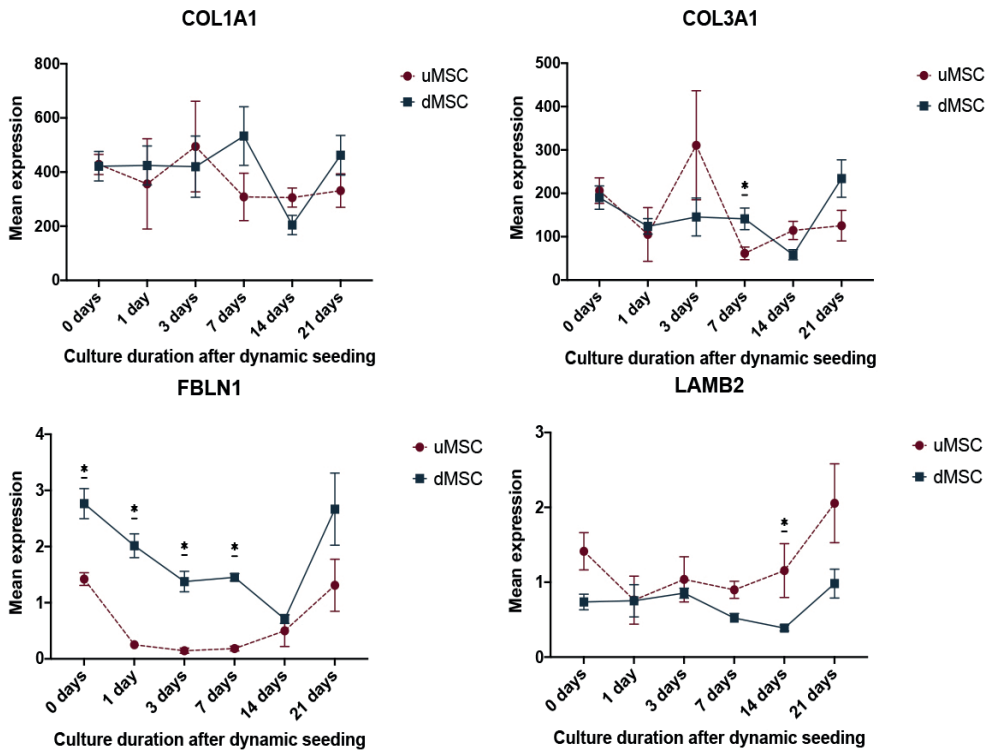 COL1A1
800
600
400
200
0
Mean expression
0 days
1 day
3 days
7 days
14 days
21 days
Culture duration after dynamic seeding
uMSC
dMSC
COL3A1
500
400
300
200
100
0
Mean expression
*
0 days
1 day
3 days
7 days
14 days
21 days
Culture duration after dynamic seeding
uMSC
dMSC
FBLN1
4
3
2
1
0
Mean expression
*
*
*
*
0 days
1 day
3 days
7 days
14 days
21 days
Culture duration after dynamic seeding
uMSC
dMSC
LAMB2
3
2
1
0
Mean expression
*
0 days
1 day
3 days
7 days
14 days
21 days
Culture duration after dynamic seeding
uMSC
dMSC